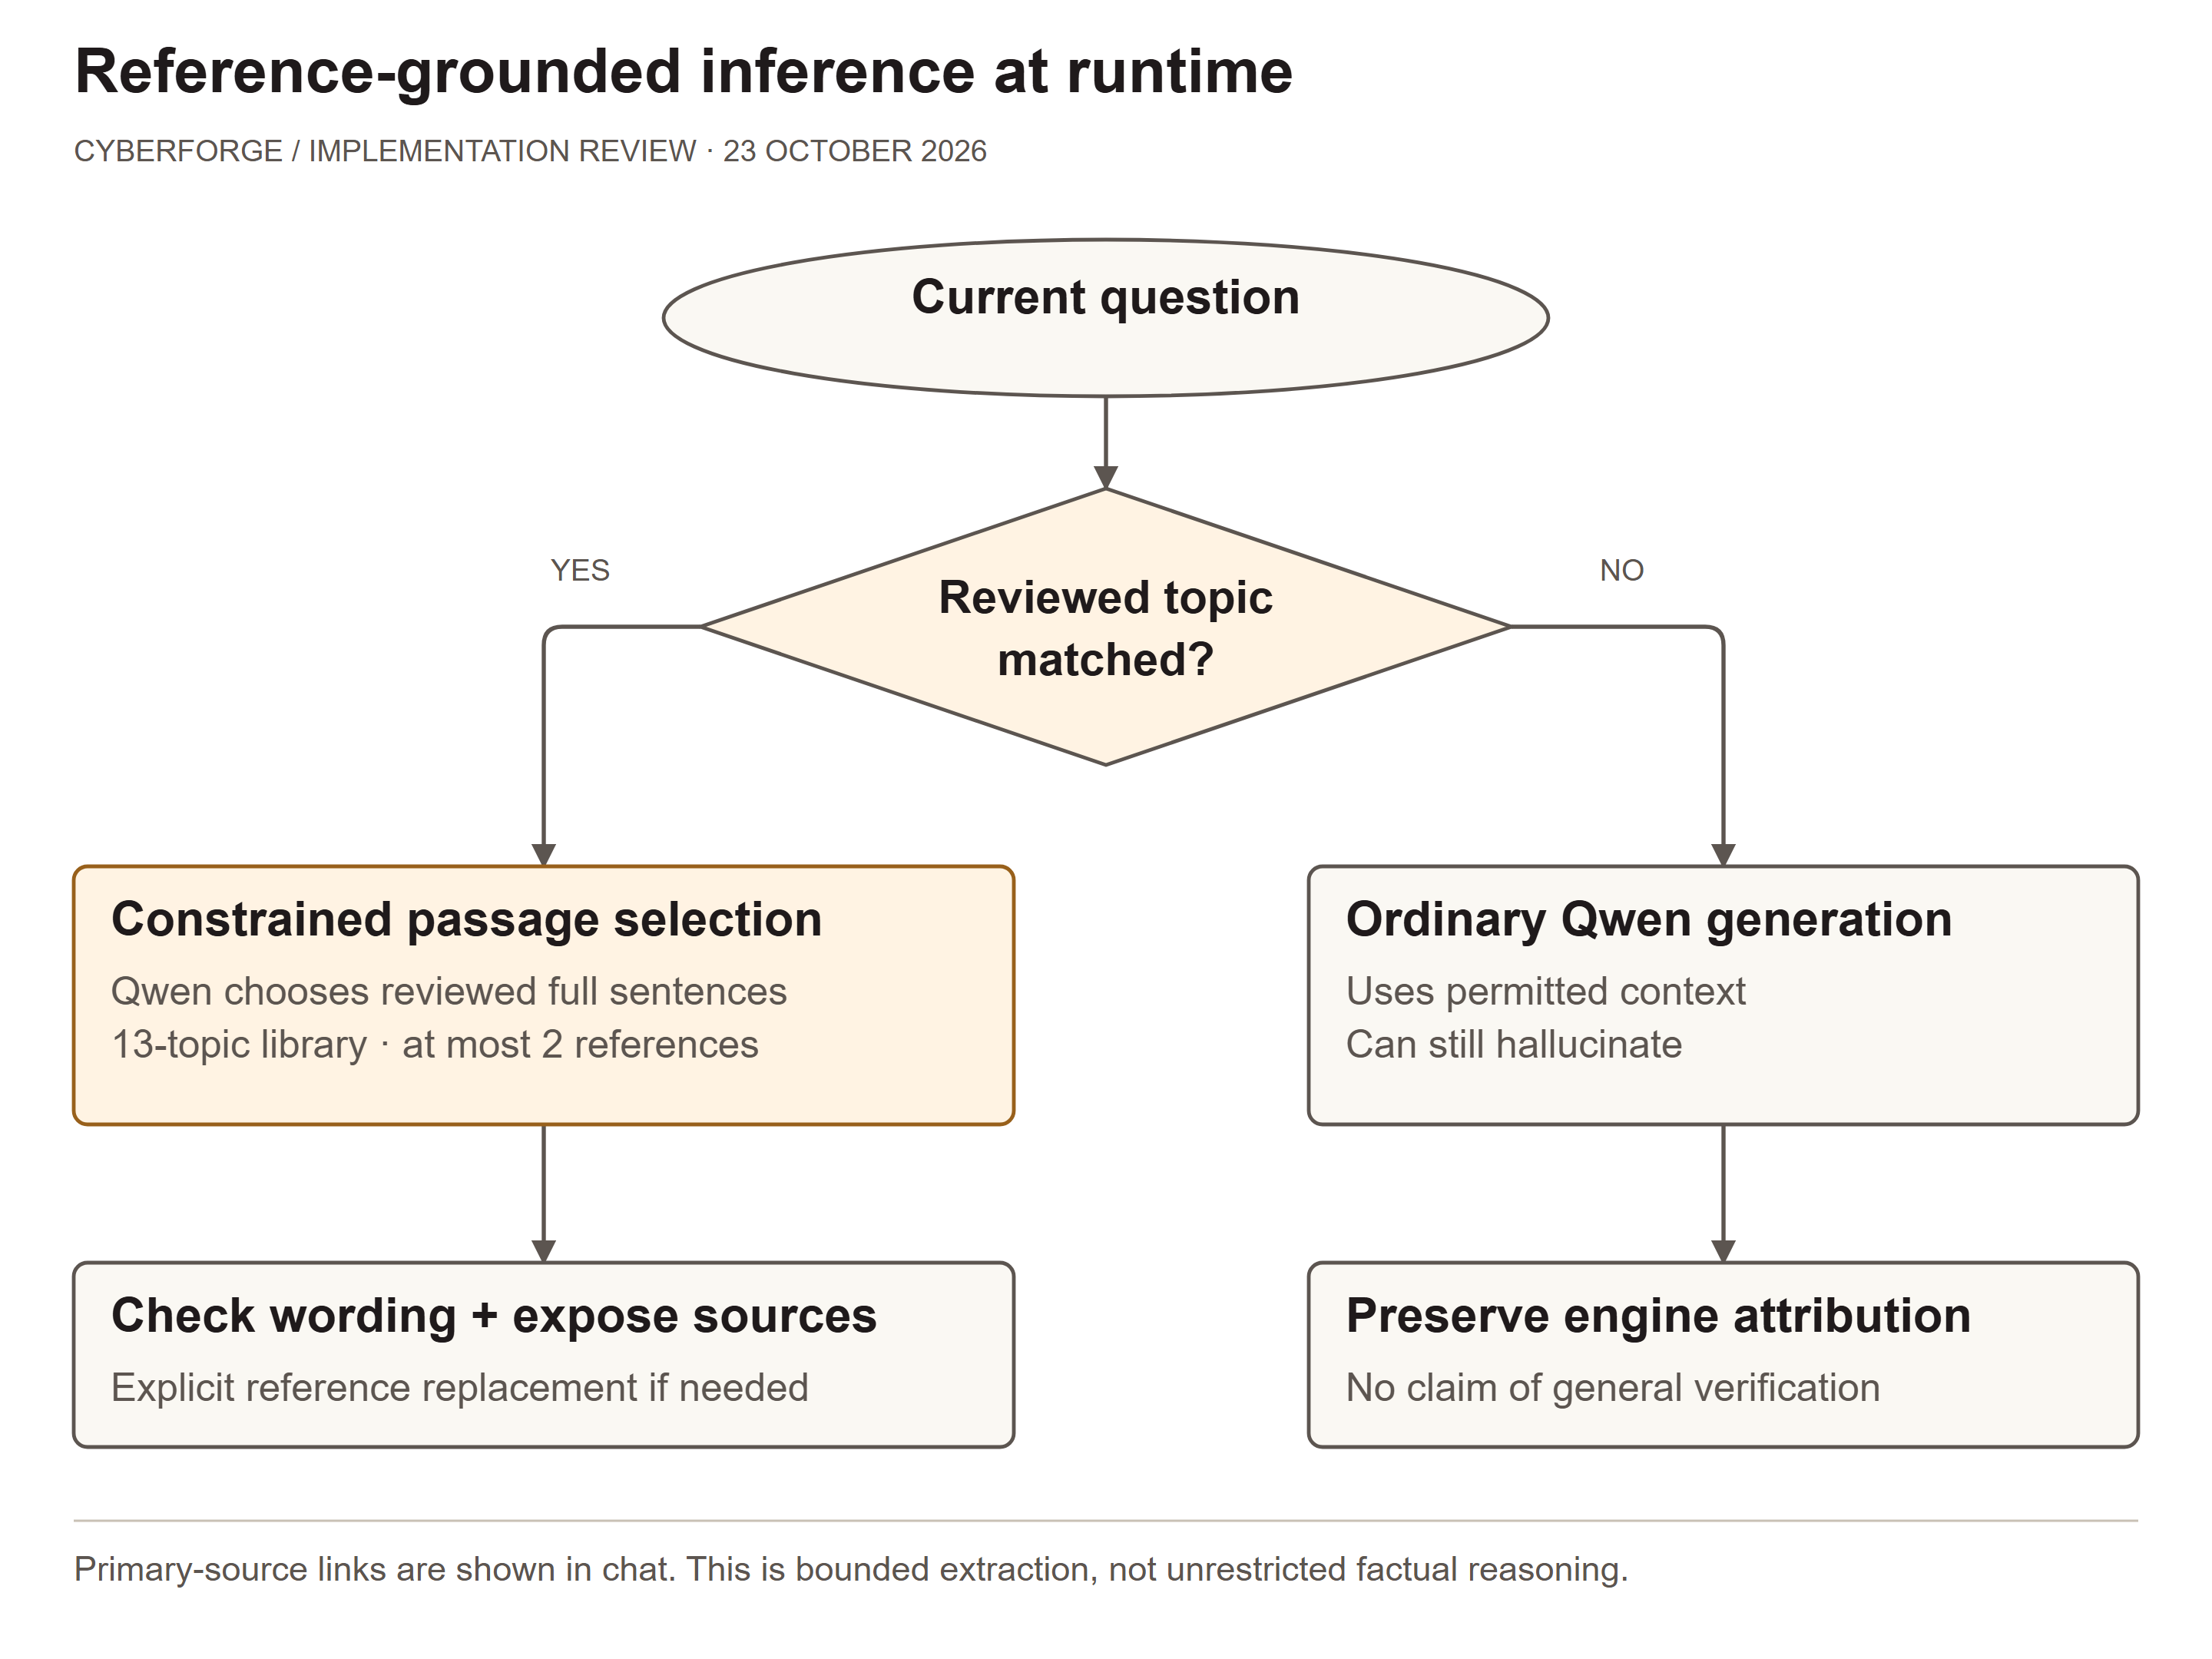 Reference-grounded inference at runtime
CYBERFORGE / IMPLEMENTATION REVIEW · 23 OCTOBER 2026
Current question
Reviewed topic
matched?
YES
NO
Constrained passage selection
Qwen chooses reviewed full sentences
13-topic library · at most 2 references
Ordinary Qwen generation
Uses permitted context
Can still hallucinate
Check wording + expose sources
Explicit reference replacement if needed
Preserve engine attribution
No claim of general verification
Primary-source links are shown in chat. This is bounded extraction, not unrestricted factual reasoning.